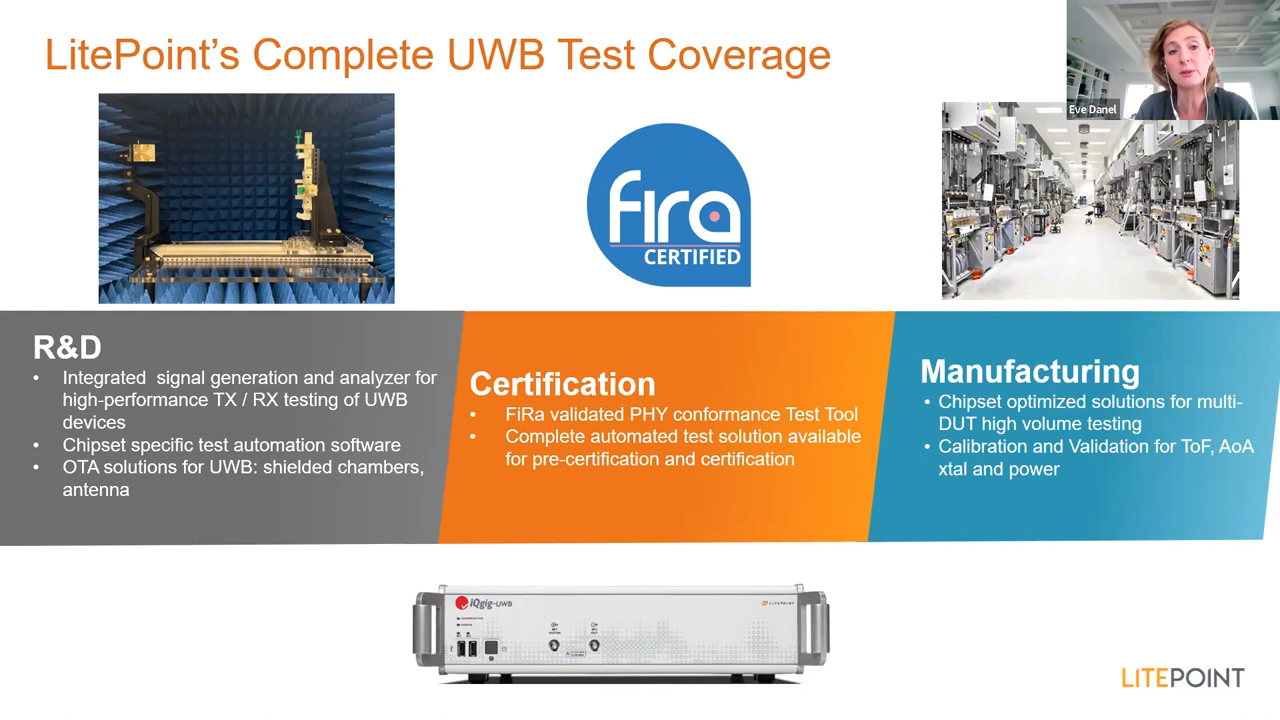 LitePoint’s Complete UWB Test Coverage
Eve Danel
fira
CERTIFIED
R&D
• Integrated signal generation and analyzer for
high-performance TX / RX testing of UWB
devices
• Chipset specific test automation software
• OTA solutions for UWB: shielded chambers,
antenna
Certification
• FiRa validated PHY conformance Test Tool
• Complete automated test solution available
for pre-certification and certification
Manufacturing
• Chipset optimized solutions for multi-
DUT high volume testing
• Calibration and Validation for ToF, AoA
xtal and power
iQgig-UWB
LITEPOINT
LITEPOINT